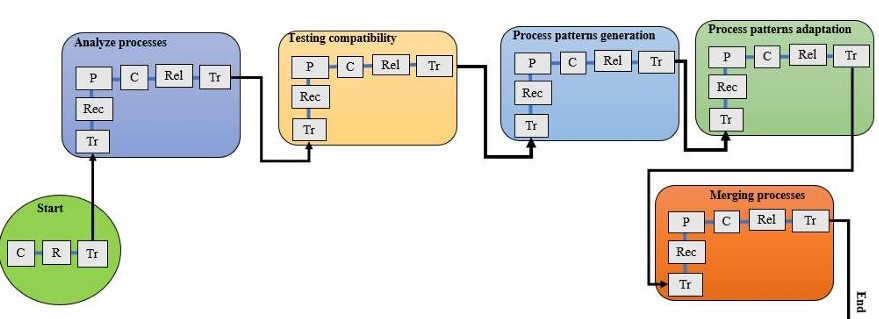 Analyze processes
P C Rel Tr
Rec
Tr
Testing compatibility
P C Rel Tr
Rec
Tr
Process patterns generation
P C Rel Tr
Rec
Tr
Process patterns adaptation
P C Rel Tr
Rec
Tr
Start
C R Tr
Merging processes
P C Rel Tr
Rec
Tr
End